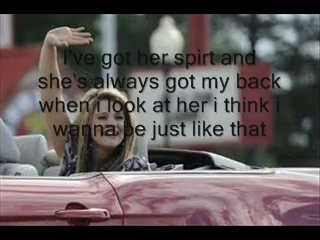 I've got her spirt and
she's always got my back
when i look at her i think i
wanna be just like that